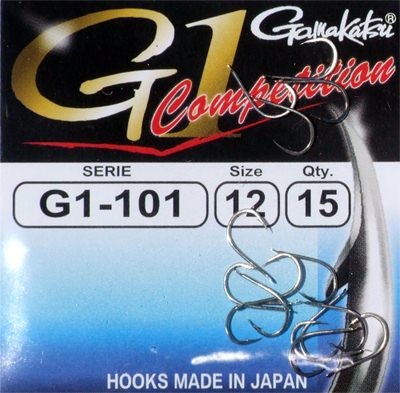 Gamakatsu®
G1
Competition
SERIE Size Qty.
G1-101 12 15
HOOKS MADE IN JAPAN